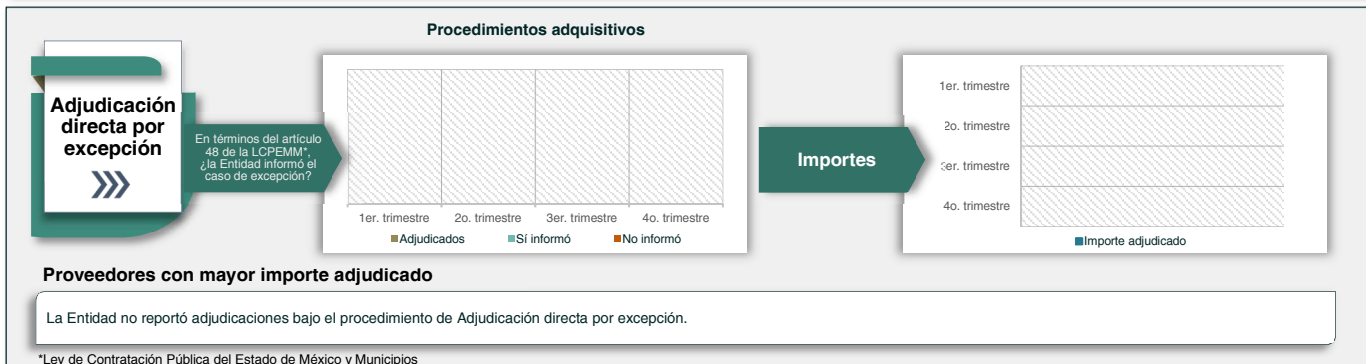 Procedimientos adquisitivos
Adjudicación
directa por
excepción
En términos del artículo
48 de la LCPEMM*,
¿la Entidad informó el
caso de excepción?
1er. trimestre 2o. trimestre 3er. trimestre 4o. trimestre
Adjudicados Sí informó No informó
Importes
1er. trimestre
2o. trimestre
3er. trimestre
4o. trimestre
Importe adjudicado
Proveedores con mayor importe adjudicado
La Entidad no reportó adjudicaciones bajo el procedimiento de Adjudicación directa por excepción.
*Ley de Contratación Pública del Estado de México y Municipios